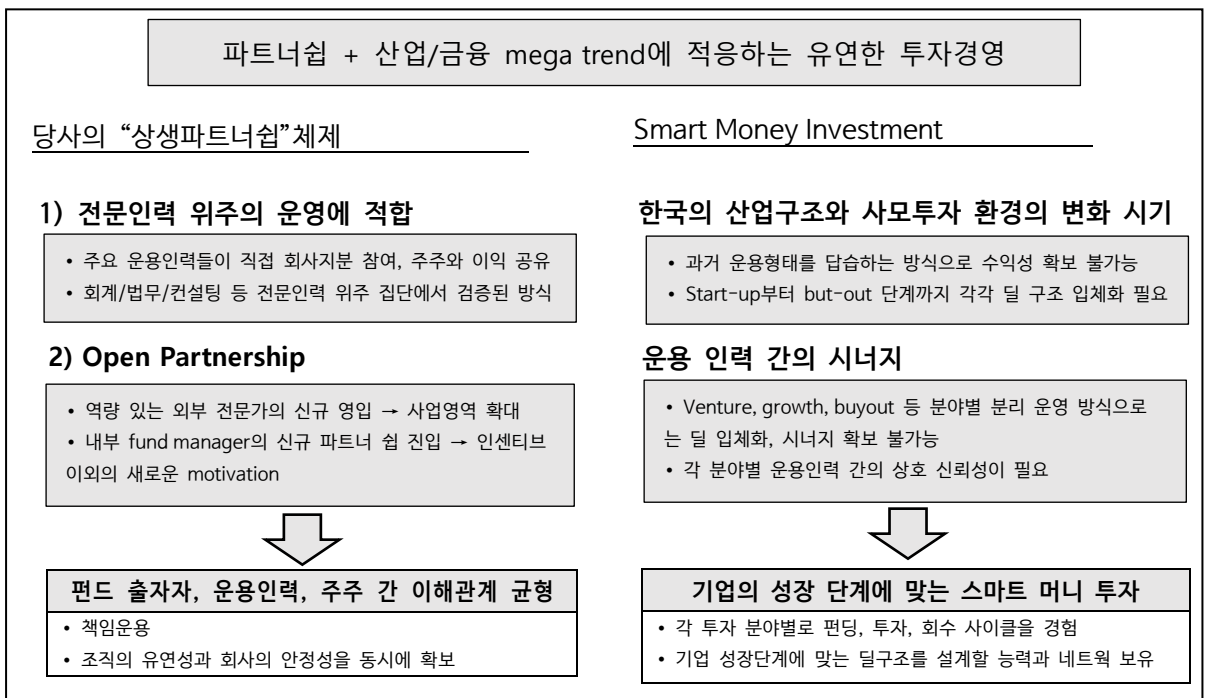 파트너쉽 + 산업/금융 mega trend에 적응하는 유연한 투자경영
당사의 “상생파트너쉽”체제
1) 전문인력 위주의 운영에 적합
• 주요 운용인력들이 직접 회사지분 참여, 주주와 이익 공유
• 회계/법무/컨설팅 등 전문인력 위주 집단에서 검증된 방식
2) Open Partnership
• 역량 있는 외부 전문가의 신규 영입 → 사업영역 확대
• 내부 fund manager의 신규 파트너 쉽 진입 → 인센티브
이외의 새로운 motivation
펀드 출자자, 운용인력, 주주 간 이해관계 균형
• 책임운용
• 조직의 유연성과 회사의 안정성을 동시에 확보
Smart Money Investment
한국의 산업구조와 사모투자 환경의 변화 시기
• 과거 운용형태를 답습하는 방식으로 수익성 확보 불가능
• Start-up부터 but-out 단계까지 각각 딜 구조 입체화 필요
운용 인력 간의 시너지
• Venture, growth, buyout 등 분야별 분리 운영 방식으로
는 딜 입체화, 시너지 확보 불가능
• 각 분야별 운용인력 간의 상호 신뢰성이 필요
기업의 성장 단계에 맞는 스마트 머니 투자
• 각 투자 분야별로 펀딩, 투자, 회수 사이클을 경험
• 기업 성장단계에 맞는 딜구조를 설계할 능력과 네트웍 보유